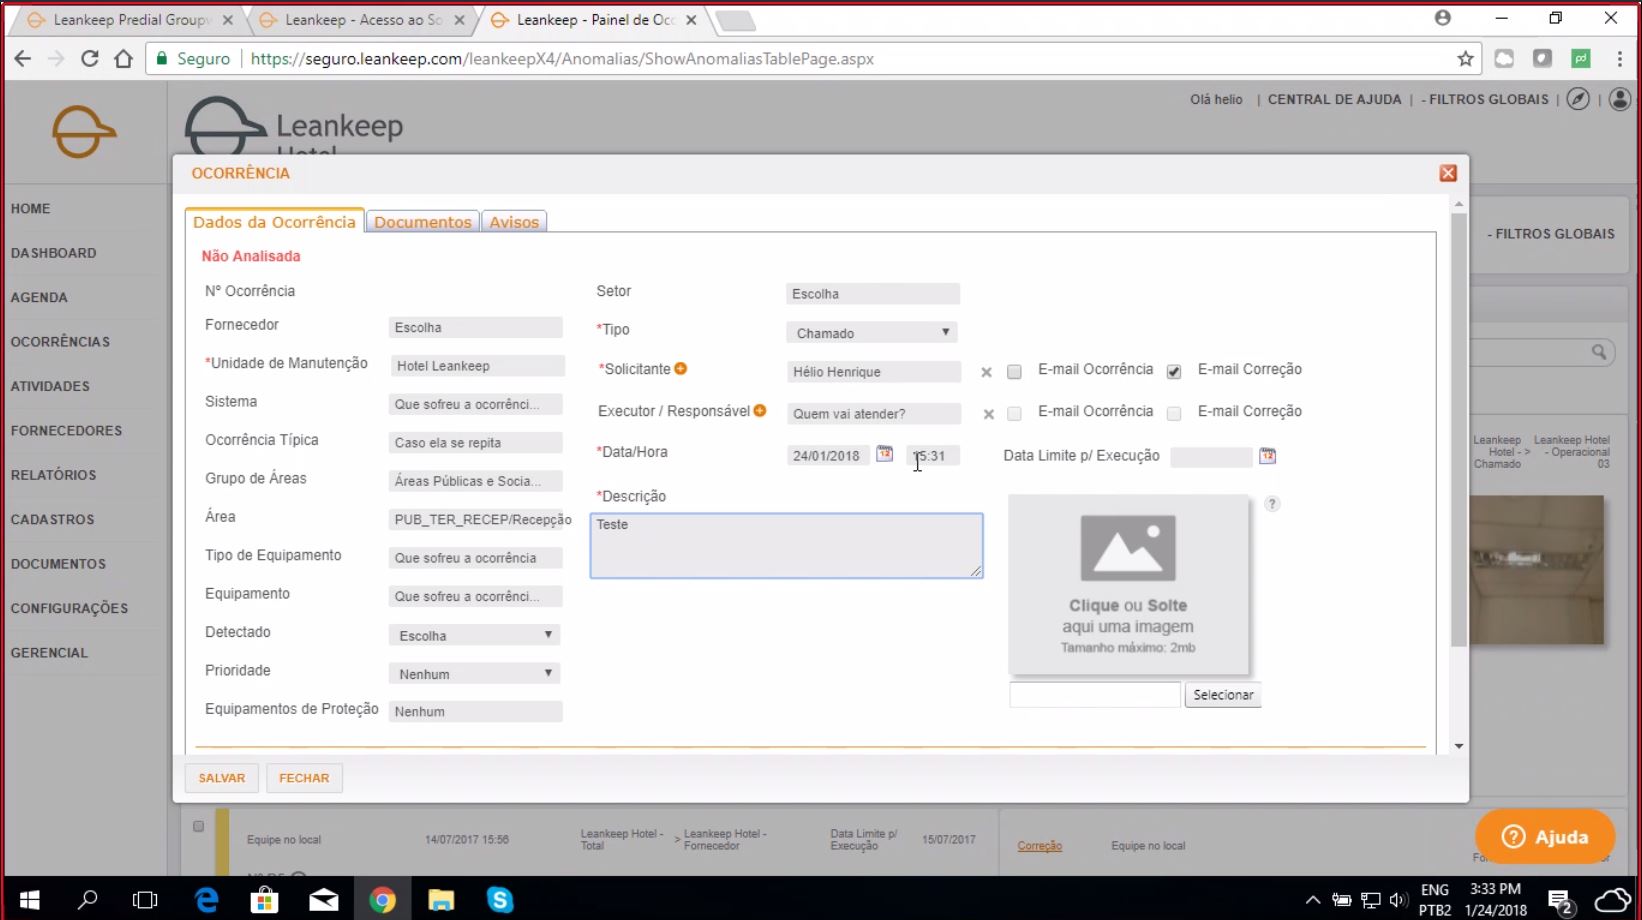 Leankeep Predial Groupw
Leankeep - Acesso ao So
Leankeep - Painel de Oco
Seguro
https://seguro.leankeep.com/leankeepX4/Anomalias/ShowAnomaliasTablePage.aspx
Olá helio | CENTRAL DE AJUDA | - FILTROS GLOBAIS | |
Leankeep
Hotel
HOME
DASHBOARD
AGENDA
OCORRÊNCIAS
ATIVIDADES
FORNECEDORES
RELATÓRIOS
CADASTROS
DOCUMENTOS
CONFIGURAÇÕES
GERENCIAL
- FILTROS GLOBAIS
Leankeep Hotel - > Chamado
Leankeep Hotel - Operacional 03
OCORRÊNCIA
Dados da Ocorrência
Documentos
Avisos
Não Analisada
Nº Ocorrência
Fornecedor Escolha
*Unidade de Manutenção Hotel Leankeep
Sistema Que sofreu a ocorrênci...
Ocorrência Típica Caso ela se repita
Grupo de Áreas Áreas Públicas e Socia...
Área PUB_TER_RECEP/Recepção
Tipo de Equipamento Que sofreu a ocorrência
Equipamento Que sofreu a ocorrênci...
Detectado Escolha
Prioridade Nenhum
Equipamentos de Proteção Nenhum
Setor Escolha
*Tipo Chamado
*Solicitante Hélio Henrique E-mail Ocorrência E-mail Correção
Executor / Responsável Quem vai atender? E-mail Ocorrência E-mail Correção
*Data/Hora 24/01/2018 15:31 Data Limite p/ Execução
*Descrição
Teste
?
Clique ou Solte
aqui uma imagem
Tamanho máximo: 2mb
Selecionar
SALVAR
FECHAR
Equipe no local
14/07/2017 15:56
Leankeep Hotel - Total
> Leankeep Hotel - Fornecedor
Data Limite p/ Execução
15/07/2017
Correção
Equipe no local
Ajuda
ENG
PTB2
3:33 PM
1/24/2018
2